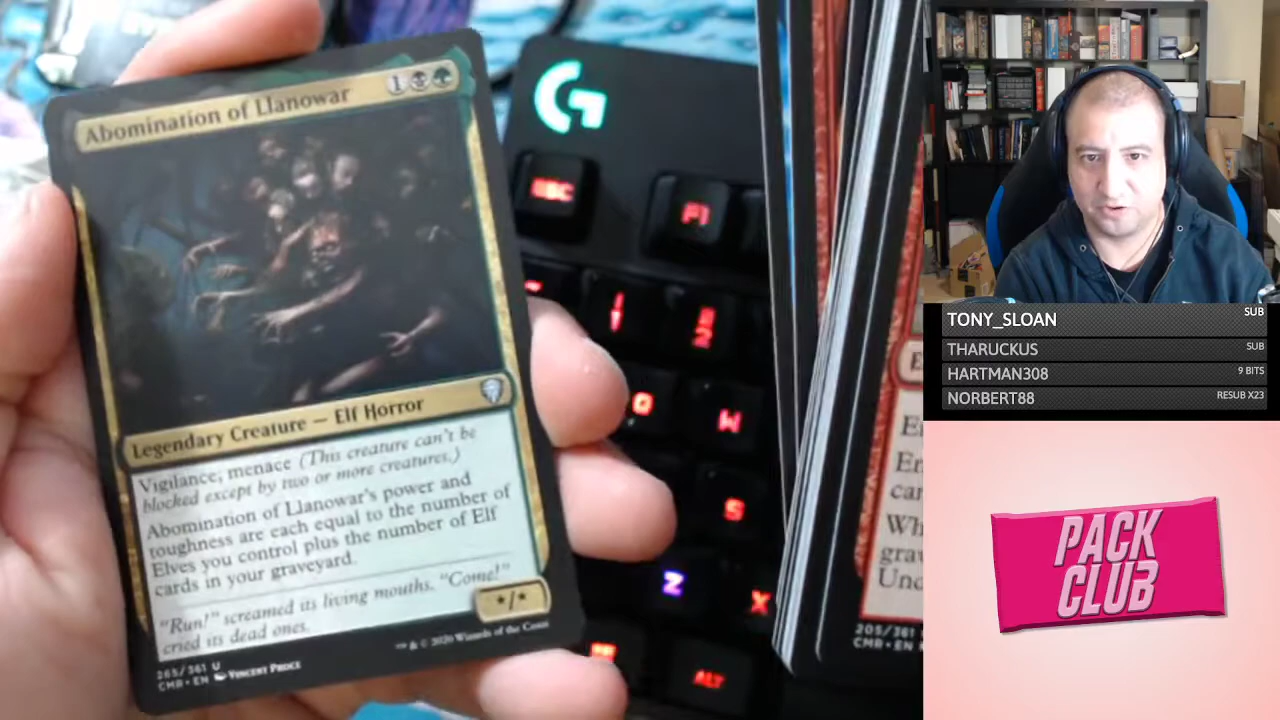 Abomination of Llanowar
1
Legendary Creature — Elf Horror
Vigilance, menace (This creature can't be
blocked except by two or more creatures.)
Abomination of Llanowar's power and
toughness are each equal to the number of
Elves you control plus the number of Elf
cards in your graveyard.
"Run!" screamed its living mouths. "Come!"
cried its dead ones.
*/*
265/361 U
CMR • EN VINCENT PROCE
™ & © 2020 Wizards of the Coast
G
ESC
F1
1
2
Q
W
S
Z
X
ALT
205/361
CMR • EN
TONY_SLOAN SUB
THARUCKUS SUB
HARTMAN308 9 BITS
NORBERT88 RESUB X23
PACK
CLUB